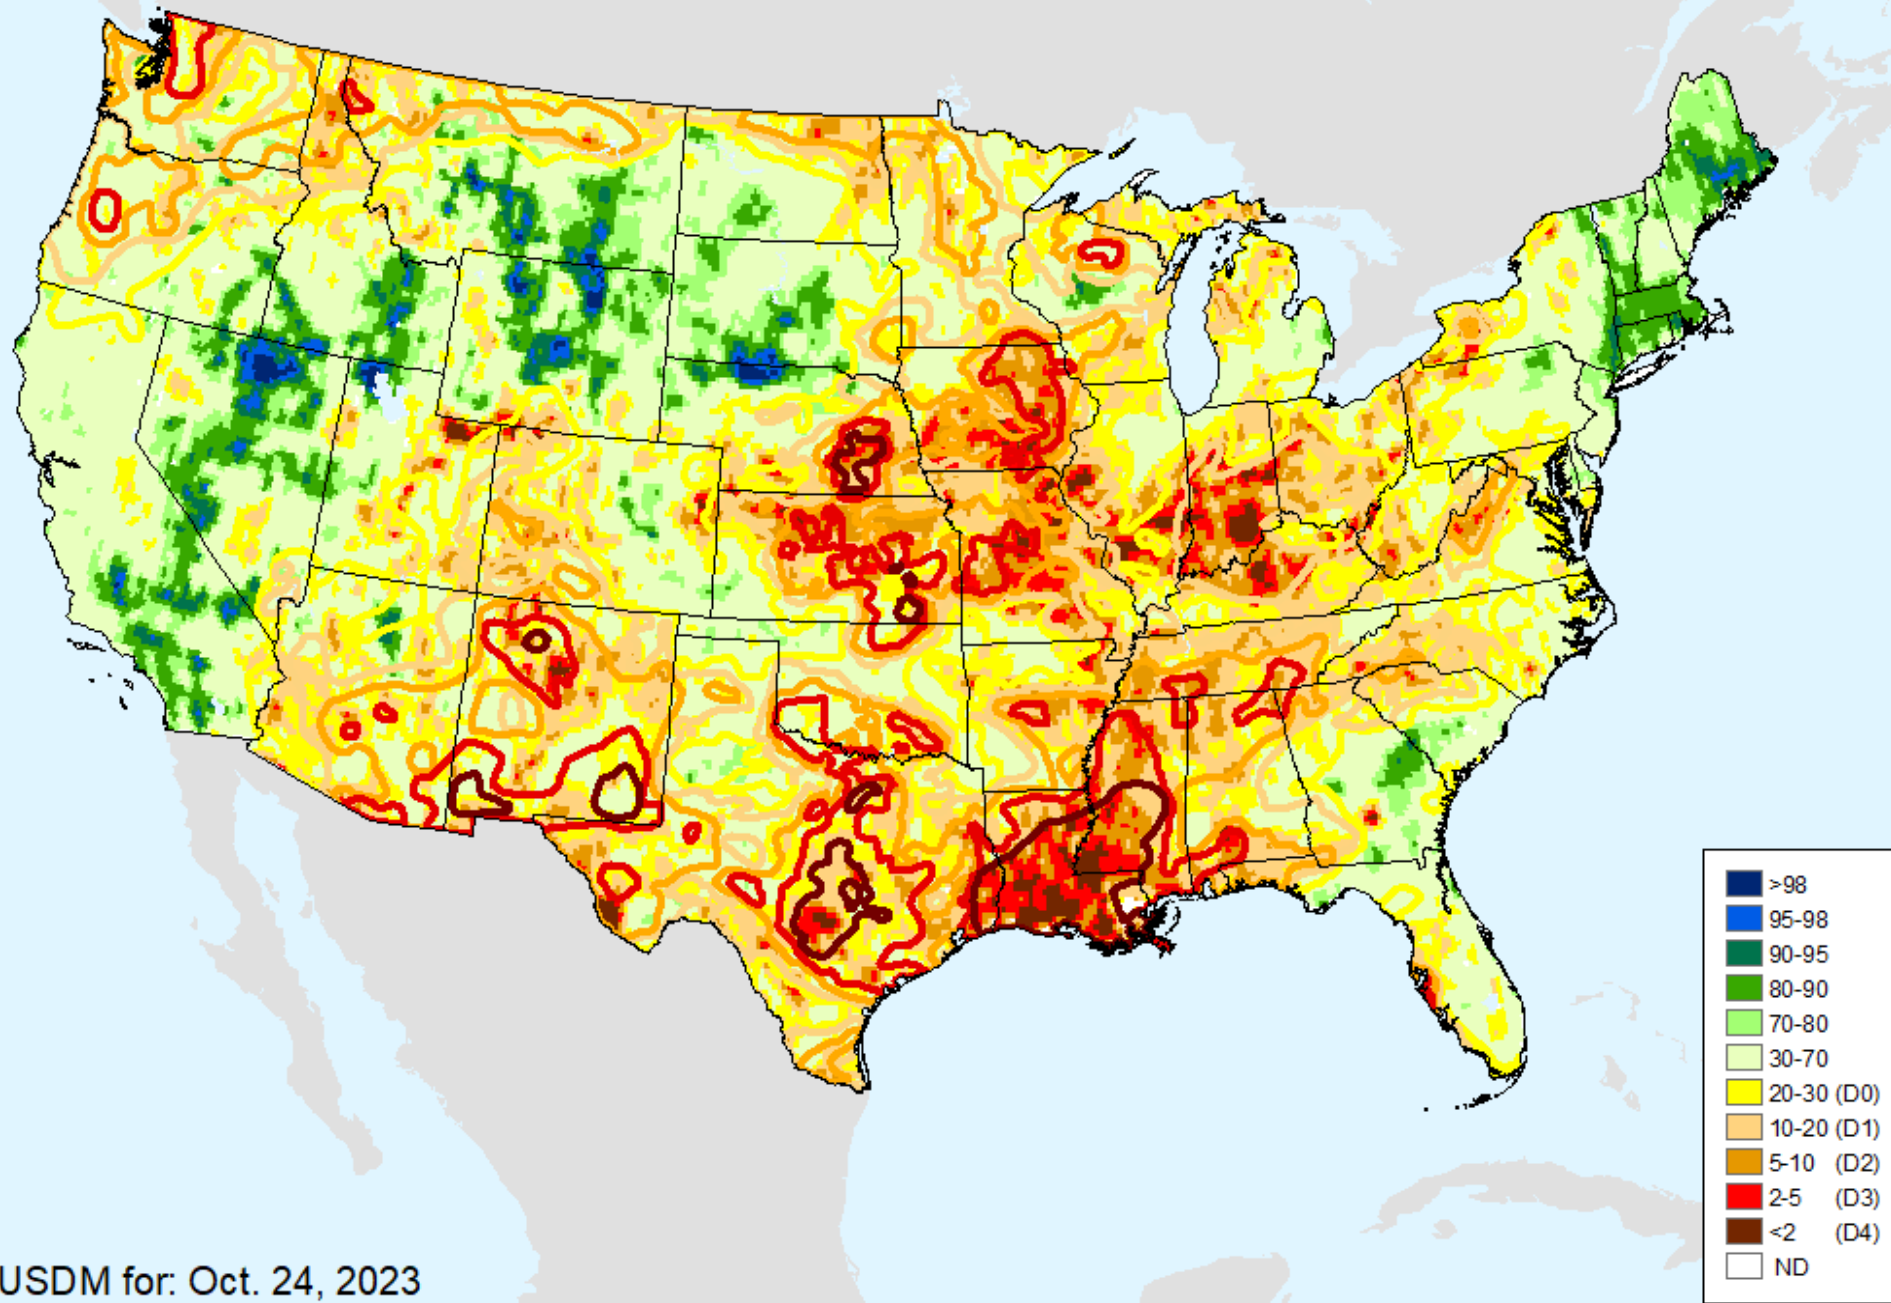 >98
95-98
90-95
80-90
70-80
30-70
20-30 (D0)
10-20 (D1)
5-10 (D2)
2-5 (D3)
<2 (D4)
ND
USDM for: Oct. 24, 2023